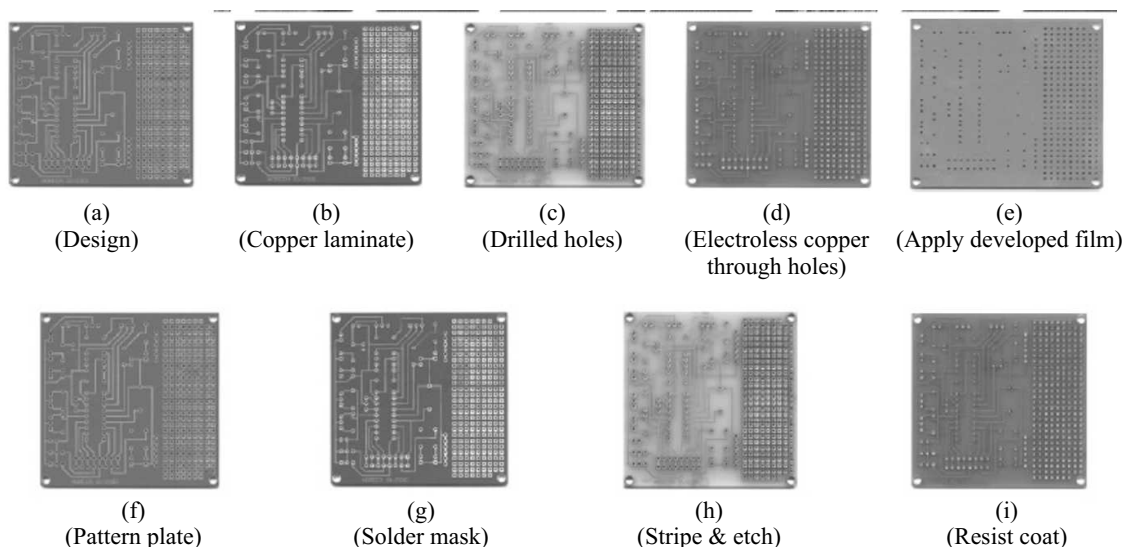 (a)
(Design)
(b)
(Copper laminate)
(c)
(Drilled holes)
(d)
(Electroless copper
through holes)
(e)
(Apply developed film)
(f)
(Pattern plate)
(g)
(Solder mask)
(h)
(Stripe & etch)
(i)
(Resist coat)